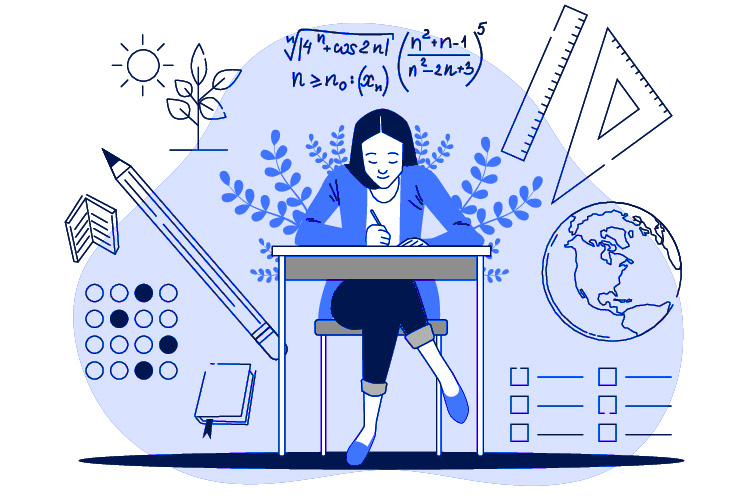 ⁿ√|4ⁿ+cos2n| (n²+n-1 / n²-2n+3)⁵
n ≥ n₀: (xₙ)